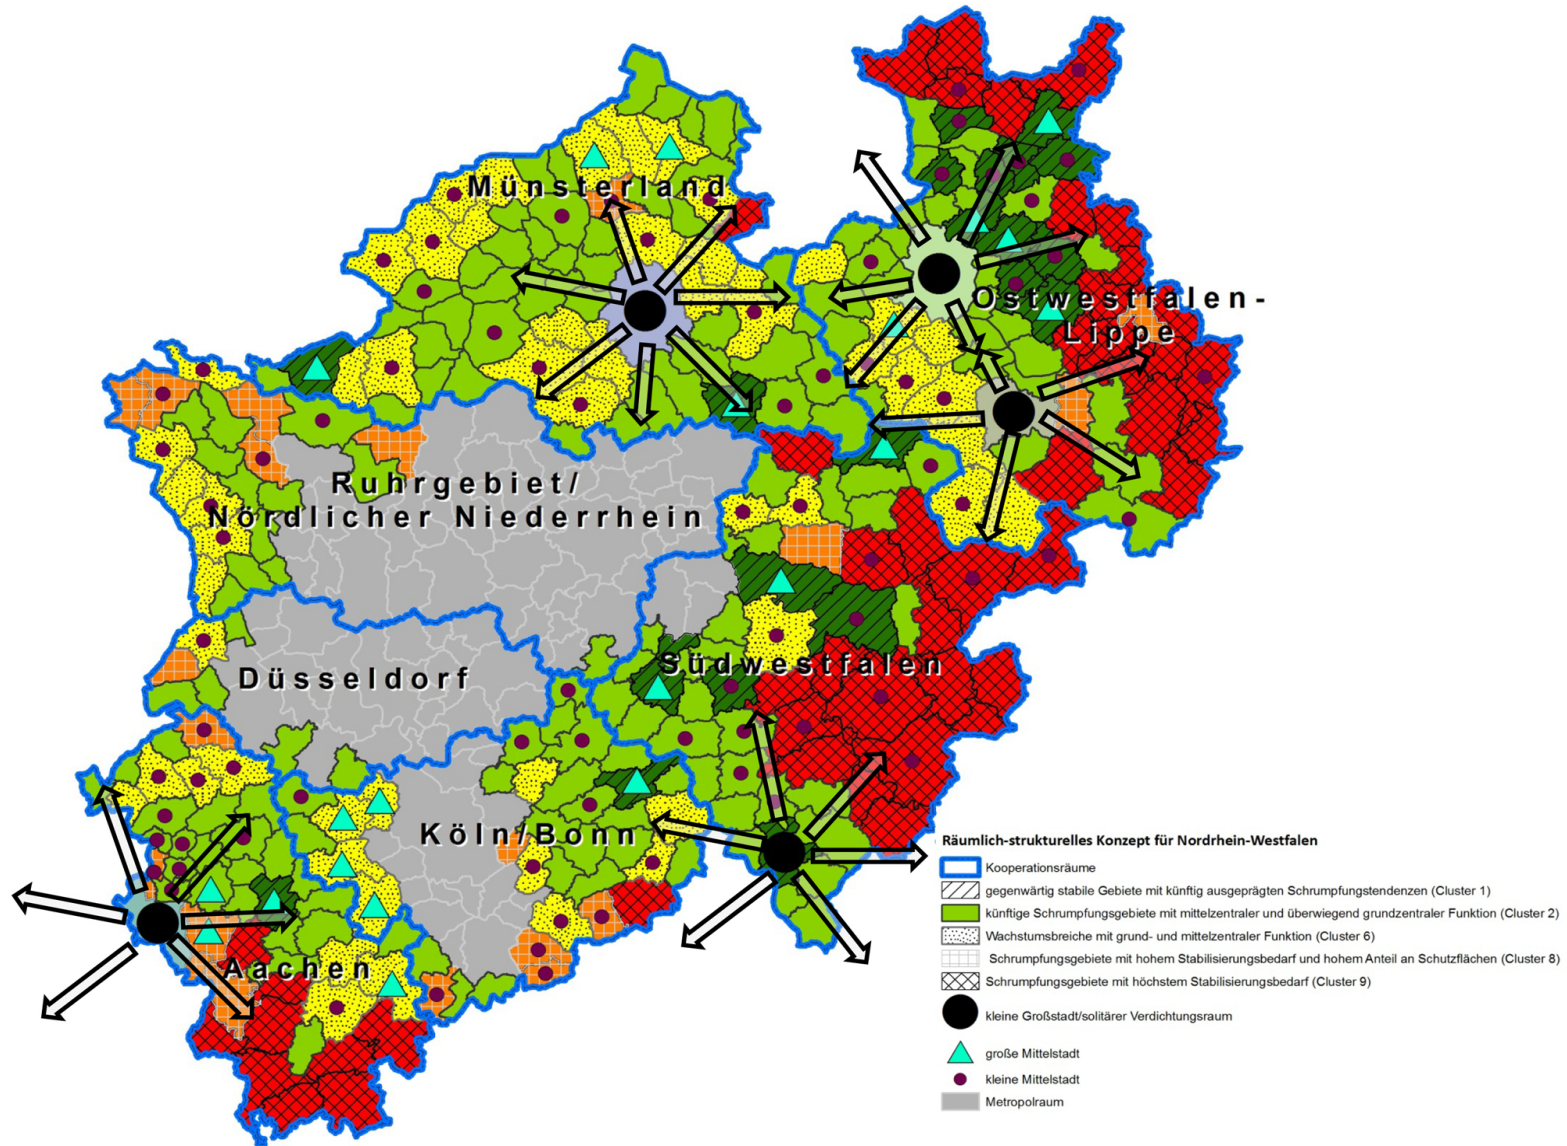 Münsterland
Ostwestfalen-
Lippe
Ruhrgebiet/
Nördlicher Niederrhein
Düsseldorf
Südwestfalen
Köln/Bonn
Aachen
Räumlich-strukturelles Konzept für Nordrhein-Westfalen
Kooperationsräume
gegenwärtig stabile Gebiete mit künftig ausgeprägten Schrumpfungstendenzen (Cluster 1)
künftige Schrumpfungsgebiete mit mittelzentraler und überwiegend grundzentraler Funktion (Cluster 2)
Wachstumsbreiche mit grund- und mittelzentraler Funktion (Cluster 6)
Schrumpfungsgebiete mit hohem Stabilisierungsbedarf und hohem Anteil an Schutzflächen (Cluster 8)
Schrumpfungsgebiete mit höchstem Stabilisierungsbedarf (Cluster 9)
kleine Großstadt/solitärer Verdichtungsraum
große Mittelstadt
kleine Mittelstadt
Metropolraum